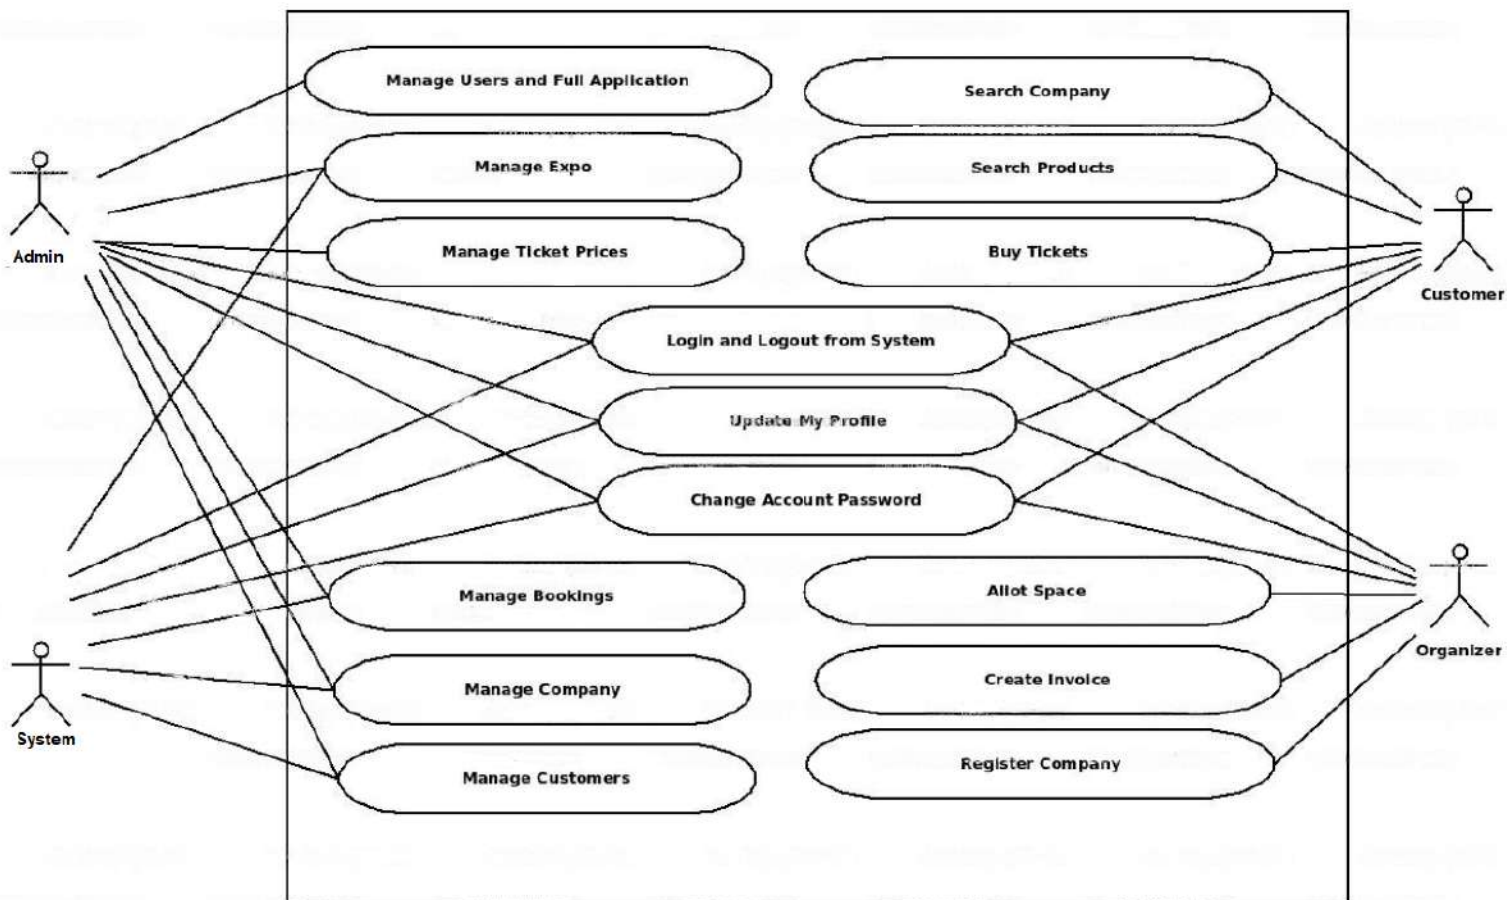 Manage Users and Full Application
Search Company
Manage Expo
Search Products
Admin
Manage Ticket Prices
Buy Tickets
Customer
Login and Logout from System
Update My Profile
Change Account Password
Manage Bookings
Allot Space
Organizer
Manage Company
Create Invoice
System
Manage Customers
Register Company